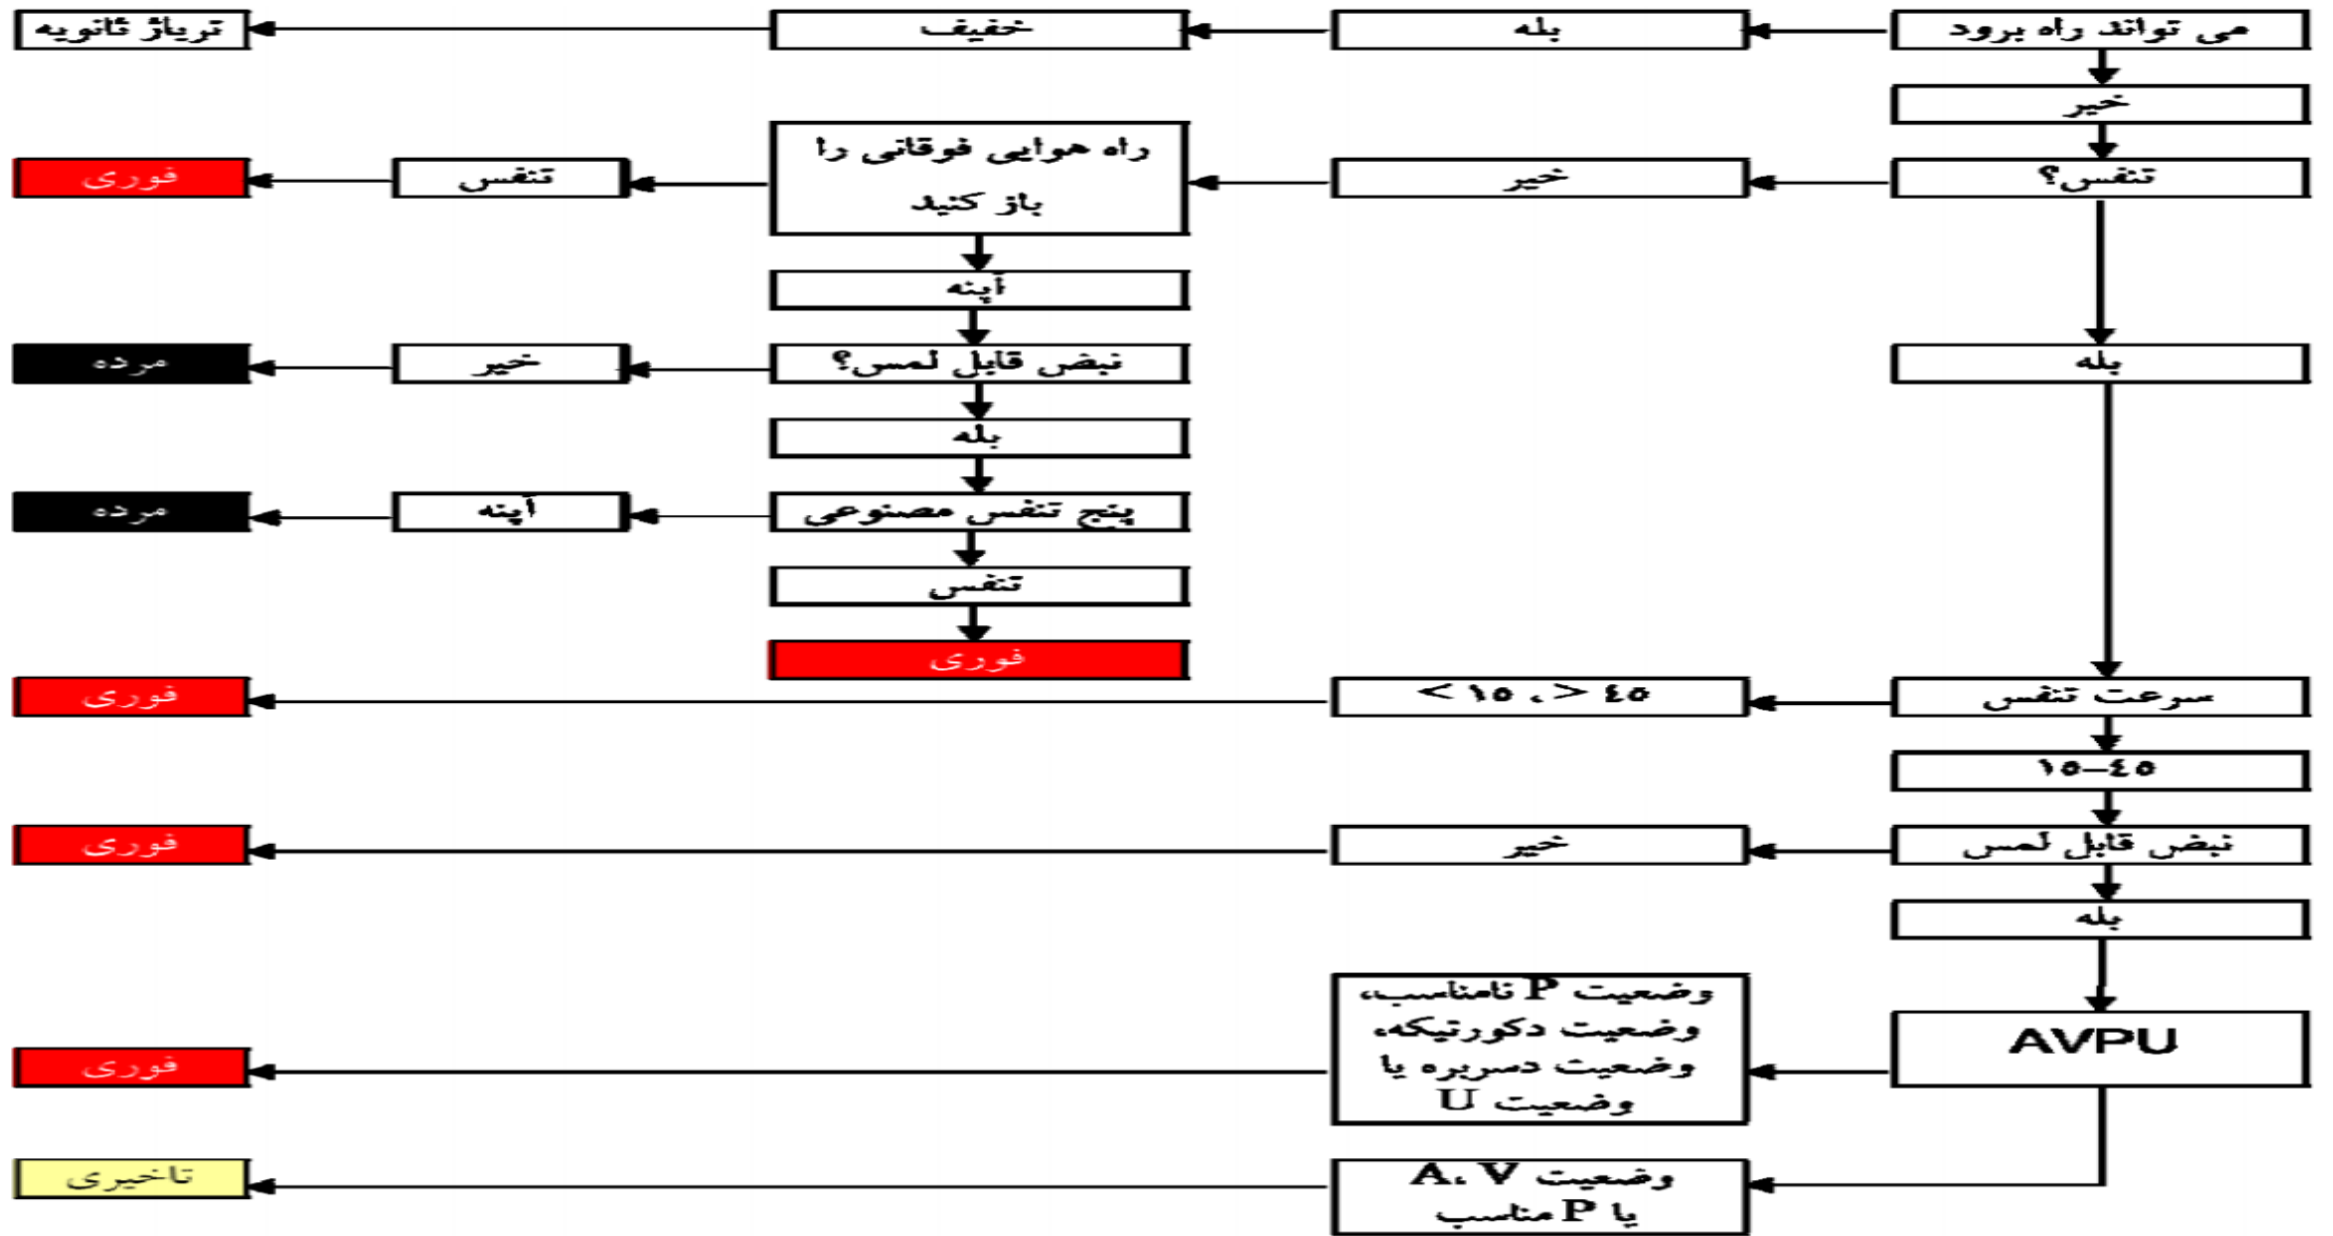 می تواند راه برود
بله
خفیف
تریاژ ثانویه
خیر
تنفس؟
خیر
راه هوایی فوقانی را
باز کنید
تنفس
فوری
آپنه
بله
نبض قابل لمس؟
خیر
مرده
بله
پنج تنفس مصنوعی
آپنه
مرده
تنفس
فوری
سرعت تنفس
< ۱۵ ، > ٤۵
فوری
۱۵–٤۵
نبض قابل لمس
خیر
فوری
بله
AVPU
وضعیت P نامناسب،
وضعیت دکورتیکه،
وضعیت دسربره یا
وضعیت U
فوری
وضعیت A، V
یا P مناسب
تاخیری